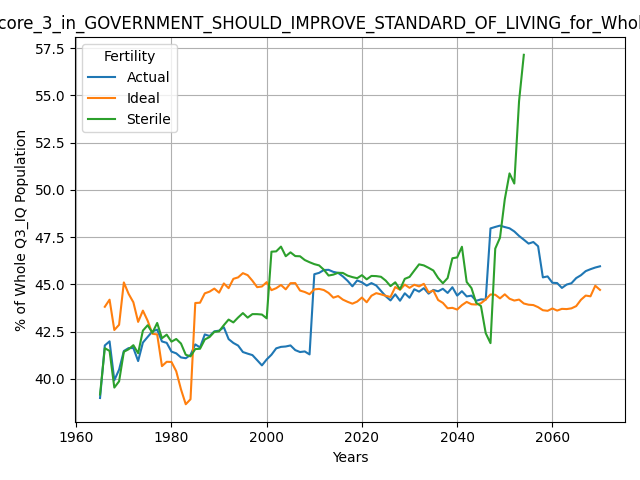 core_3_in_GOVERNMENT_SHOULD_IMPROVE_STANDARD_OF_LIVING_for_Whol
Fertility
Actual
Ideal
Sterile
% of Whole Q3_IQ Population
57.5
55.0
52.5
50.0
47.5
45.0
42.5
40.0
1960
1980
2000
2020
2040
2060
Years